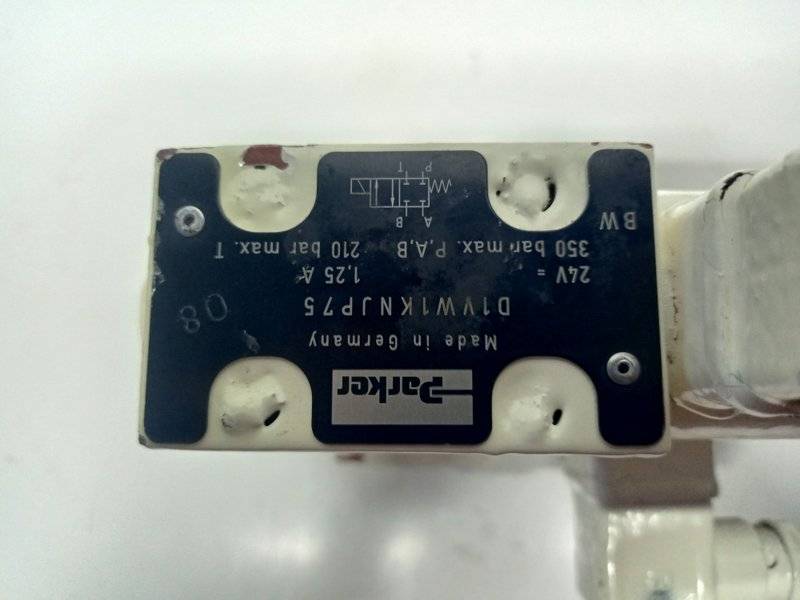 Parker
Made in Germany
D1VW1KNJP75
24V = 1,25 A
350 bar max. P,A,B 210 bar max. T
BW
A B
P T
80